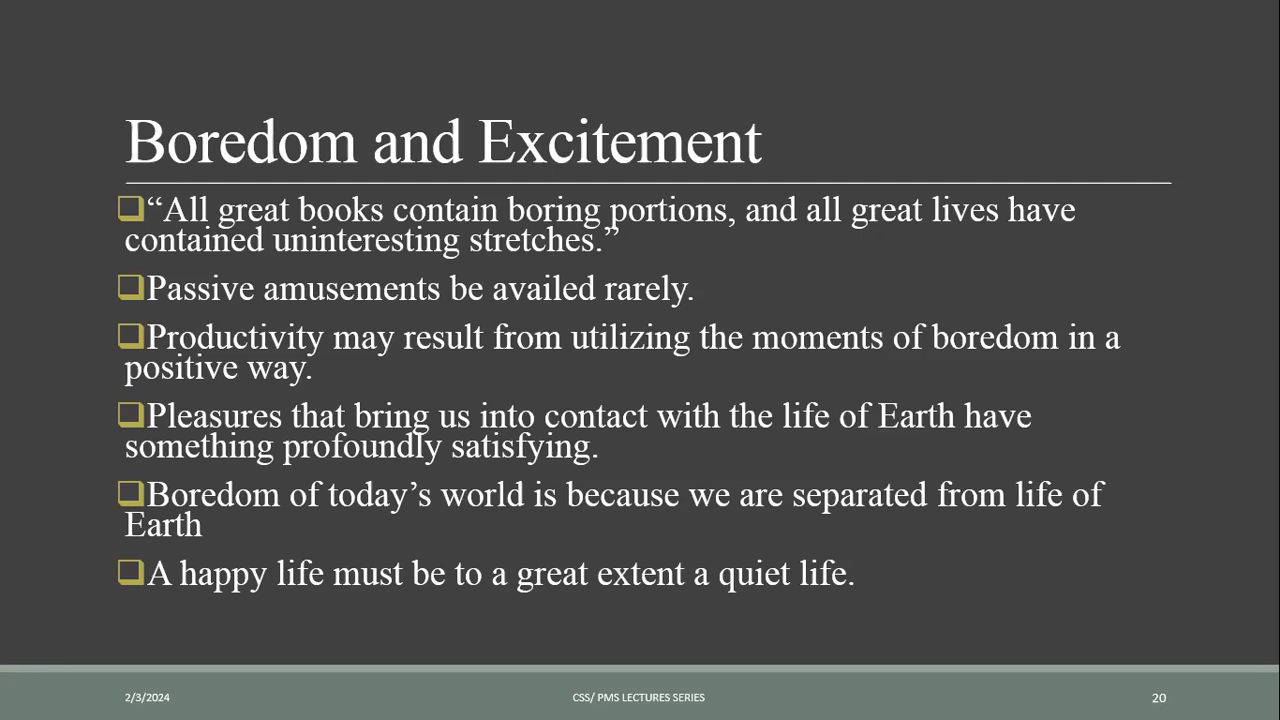 Boredom and Excitement
❑“All great books contain boring portions, and all great lives have
contained uninteresting stretches.”
❑Passive amusements be availed rarely.
❑Productivity may result from utilizing the moments of boredom in a
positive way.
❑Pleasures that bring us into contact with the life of Earth have
something profoundly satisfying.
❑Boredom of today’s world is because we are separated from life of
Earth
❑A happy life must be to a great extent a quiet life.
2/3/2024
CSS/ PMS LECTURES SERIES
20